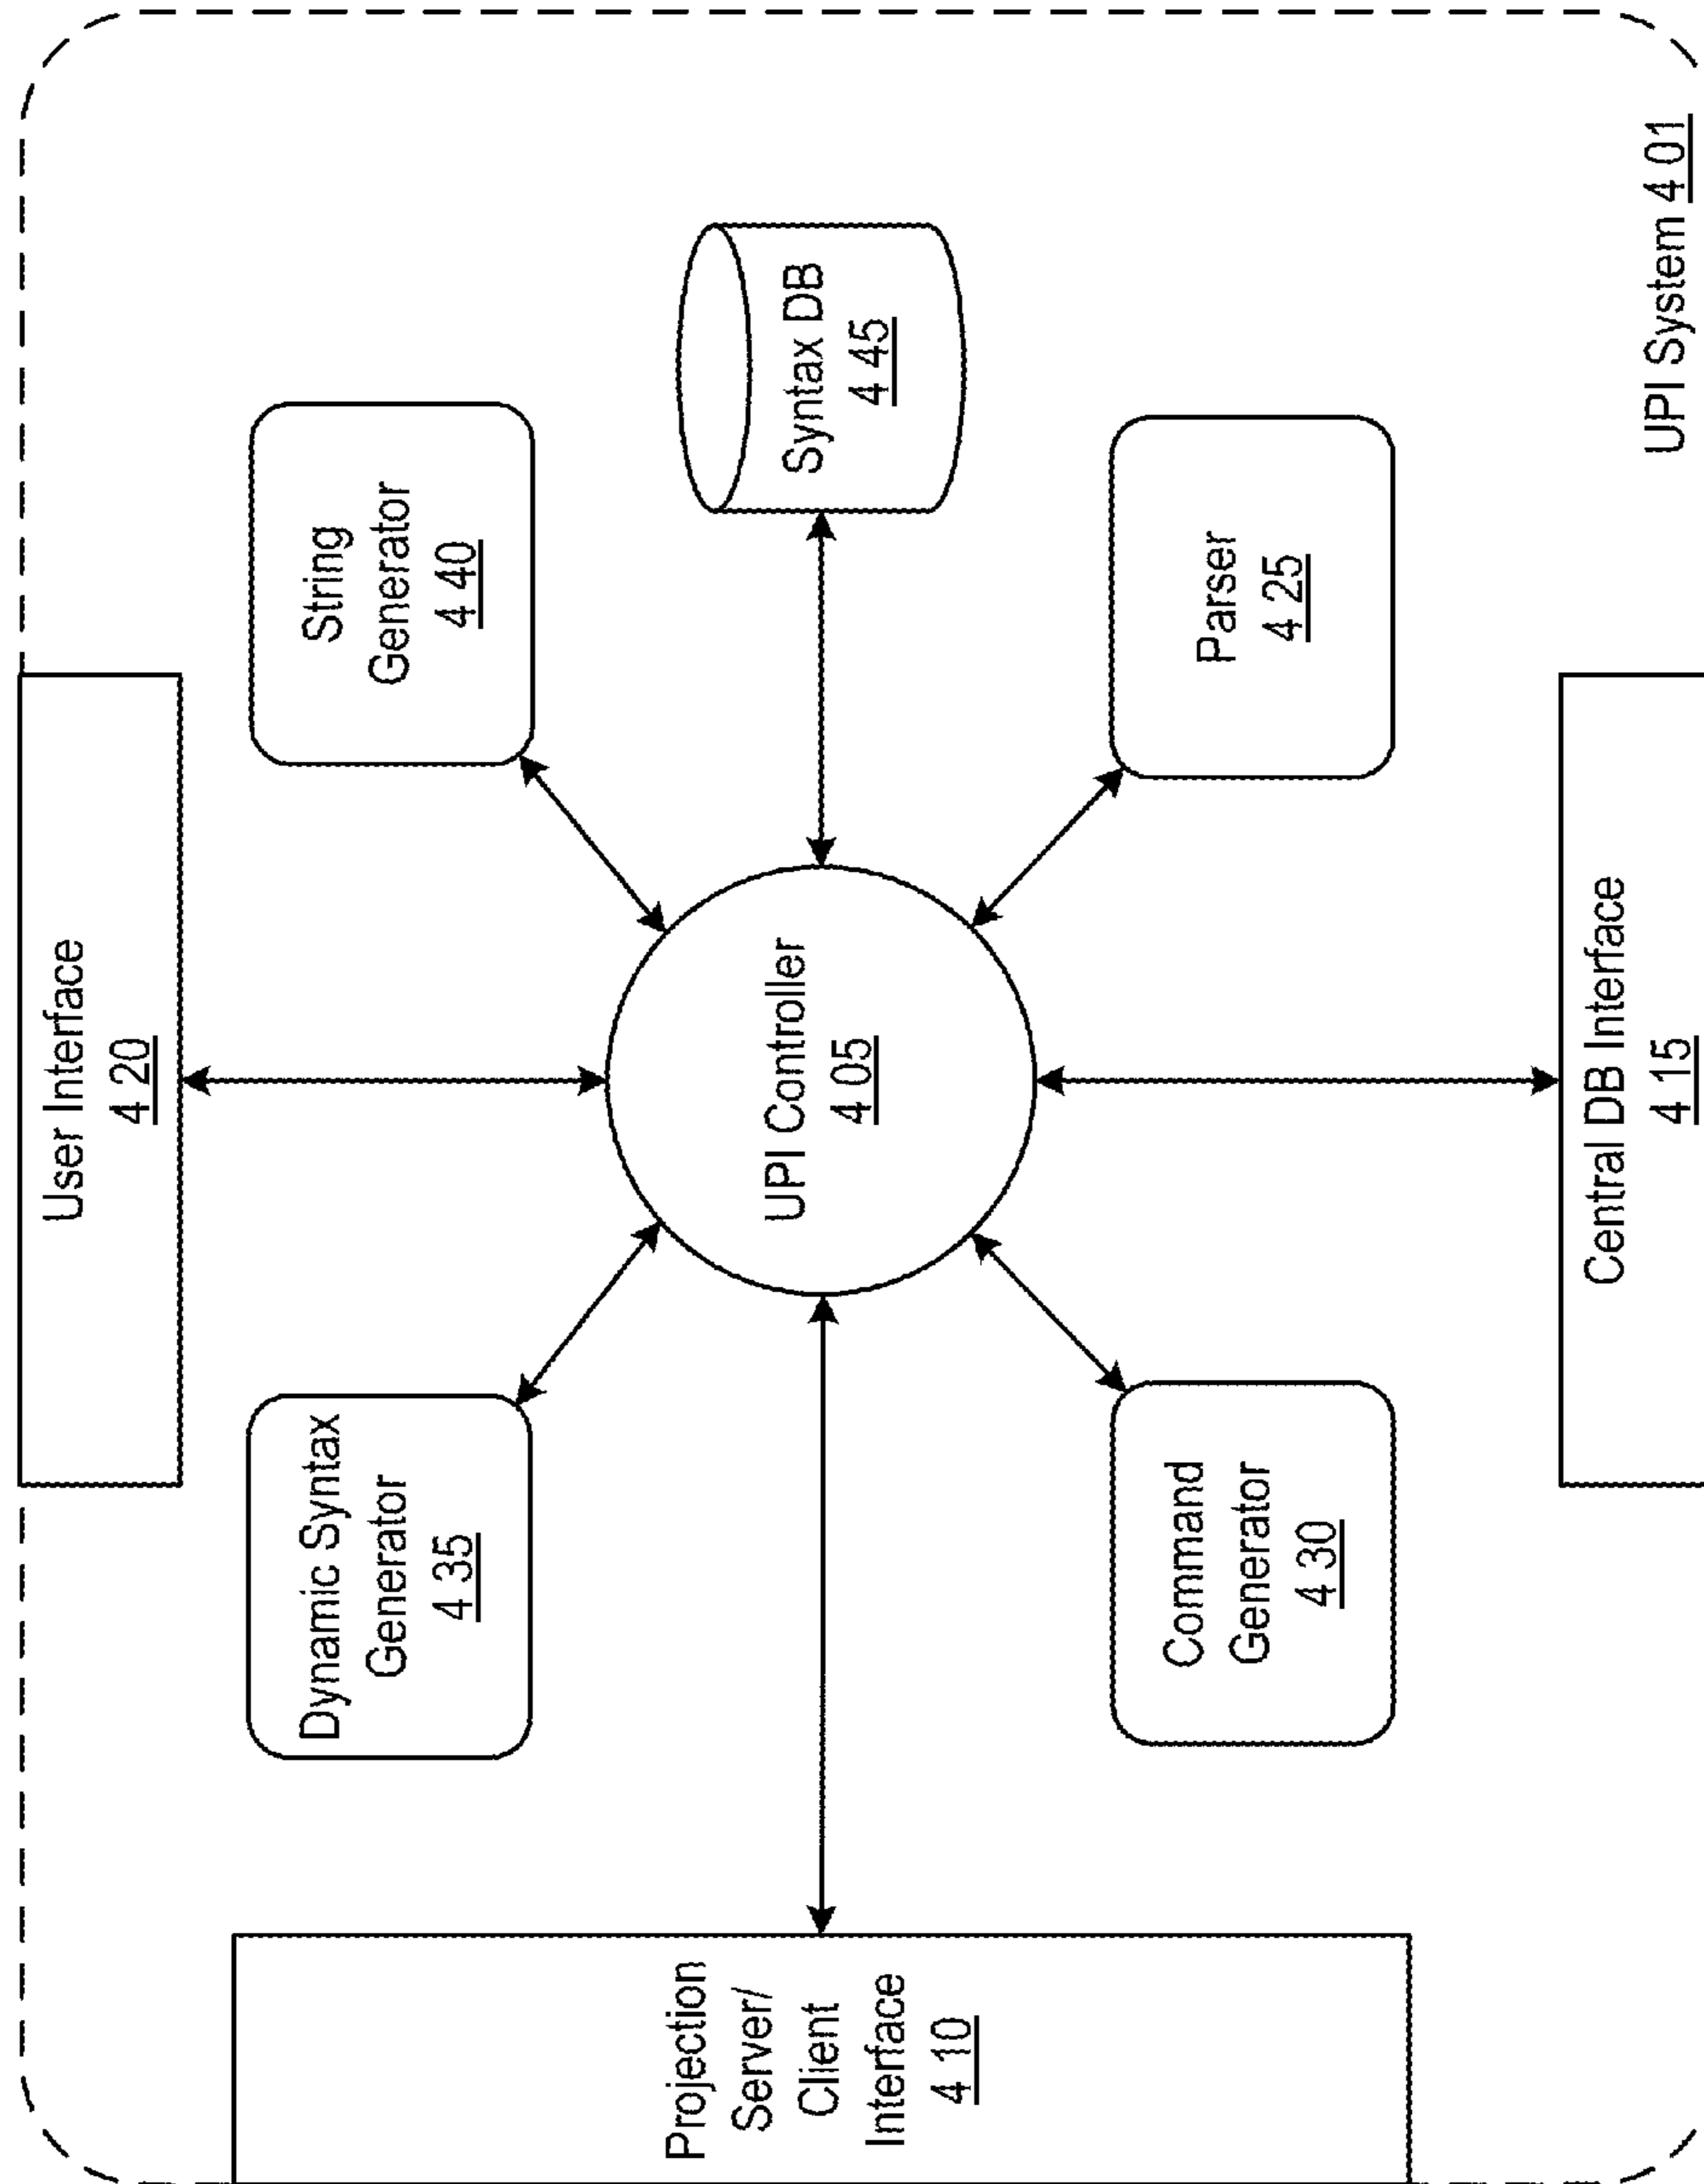 User Interface
4 20
Dynamic Syntax
Generator
4 35
String
Generator
4 40
Projection
Server/
Client
Interface
4 10
UPI Controller
4 05
Syntax DB
4 45
Command
Generator
4 30
Parser
4 25
Central DB Interface
4 15
UPI System 4 01